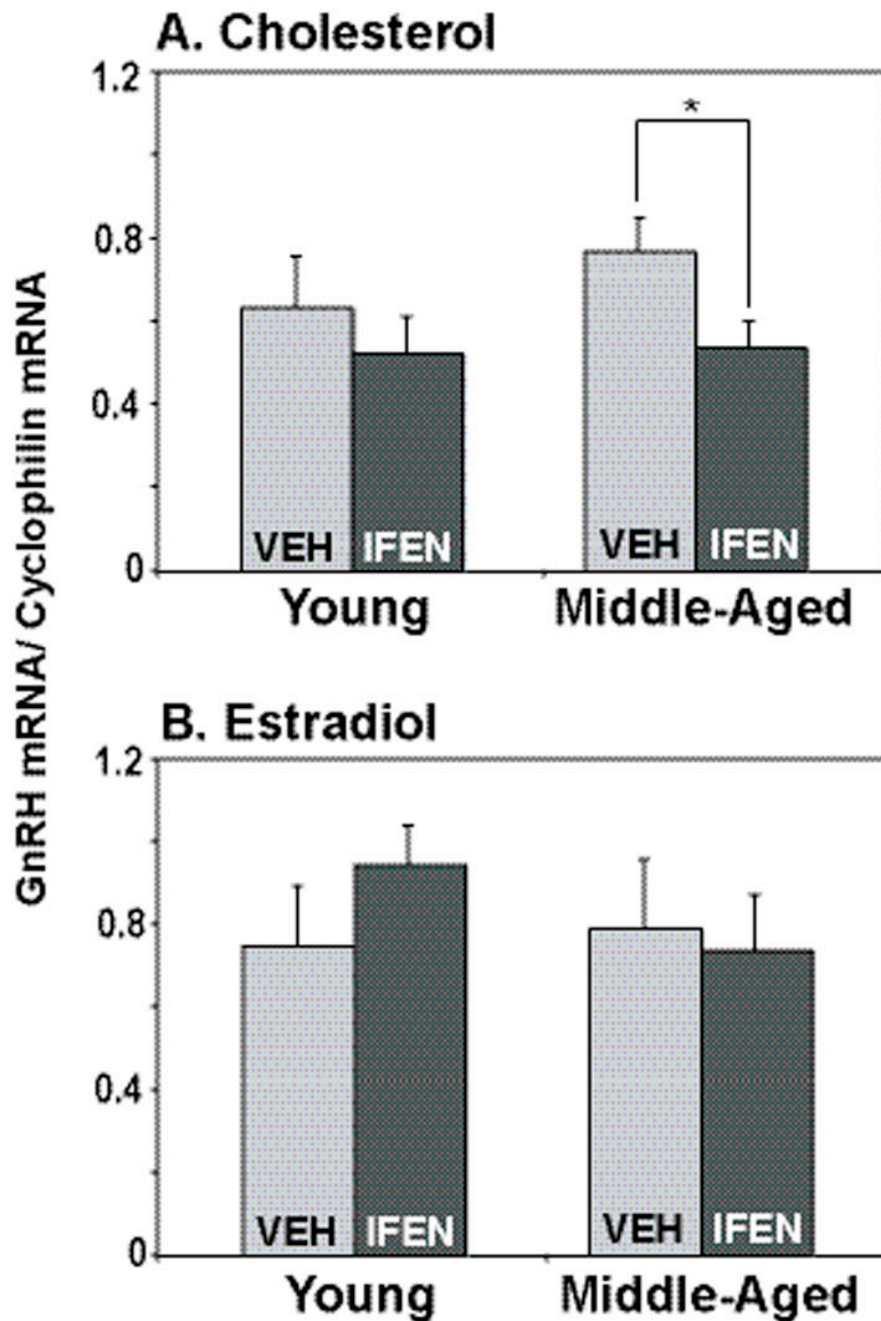 A. Cholesterol
GnRH mRNA/ Cyclophilin mRNA
1.2
*
0.8
0.4
VEH IFEN VEH IFEN
0
Young Middle-Aged
B. Estradiol
1.2
0.8
0.4
VEH IFEN VEH IFEN
0
Young Middle-Aged